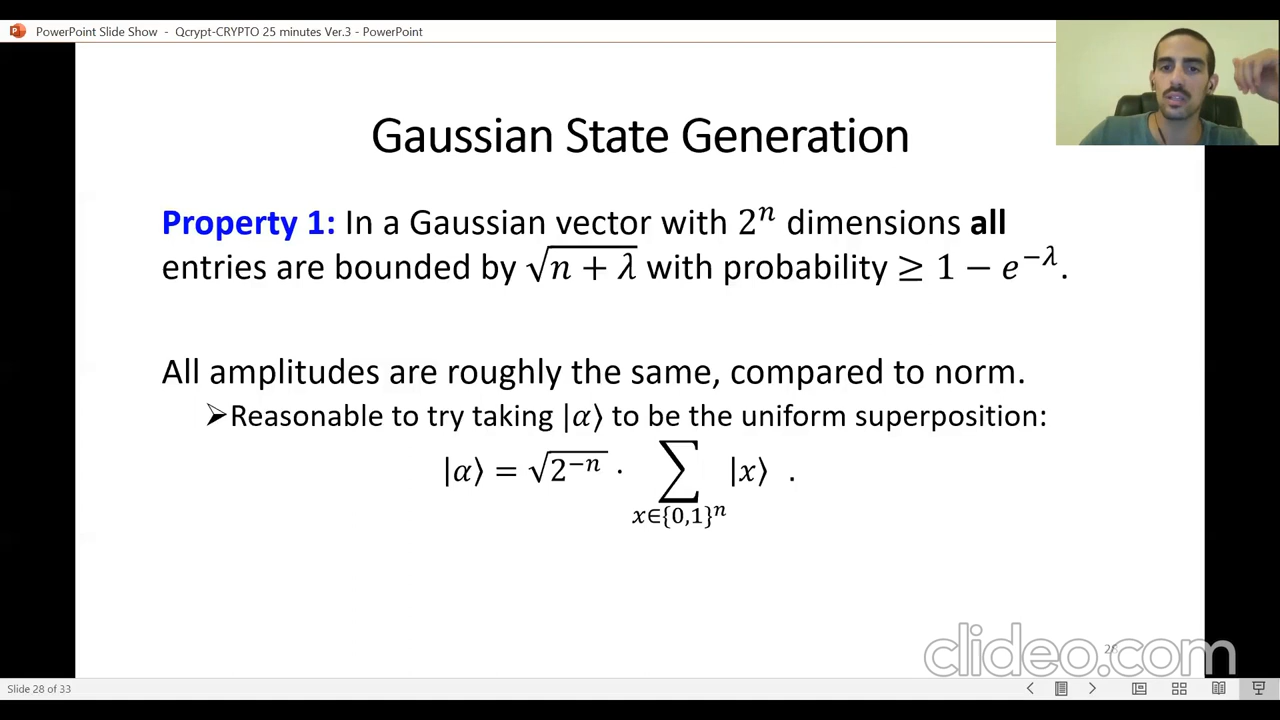 PowerPoint Slide Show - Qcrypt-CRYPTO 25 minutes Ver.3 - PowerPoint
Gaussian State Generation
Property 1: In a Gaussian vector with 2ⁿ dimensions all
entries are bounded by √(n + λ) with probability ≥ 1 − e^{−λ}.
All amplitudes are roughly the same, compared to norm.
➢Reasonable to try taking |α⟩ to be the uniform superposition:
|α⟩ = √(2^{−n}) · ∑_{x∈{0,1}ⁿ} |x⟩ .
28
clideo.com
Slide 28 of 33